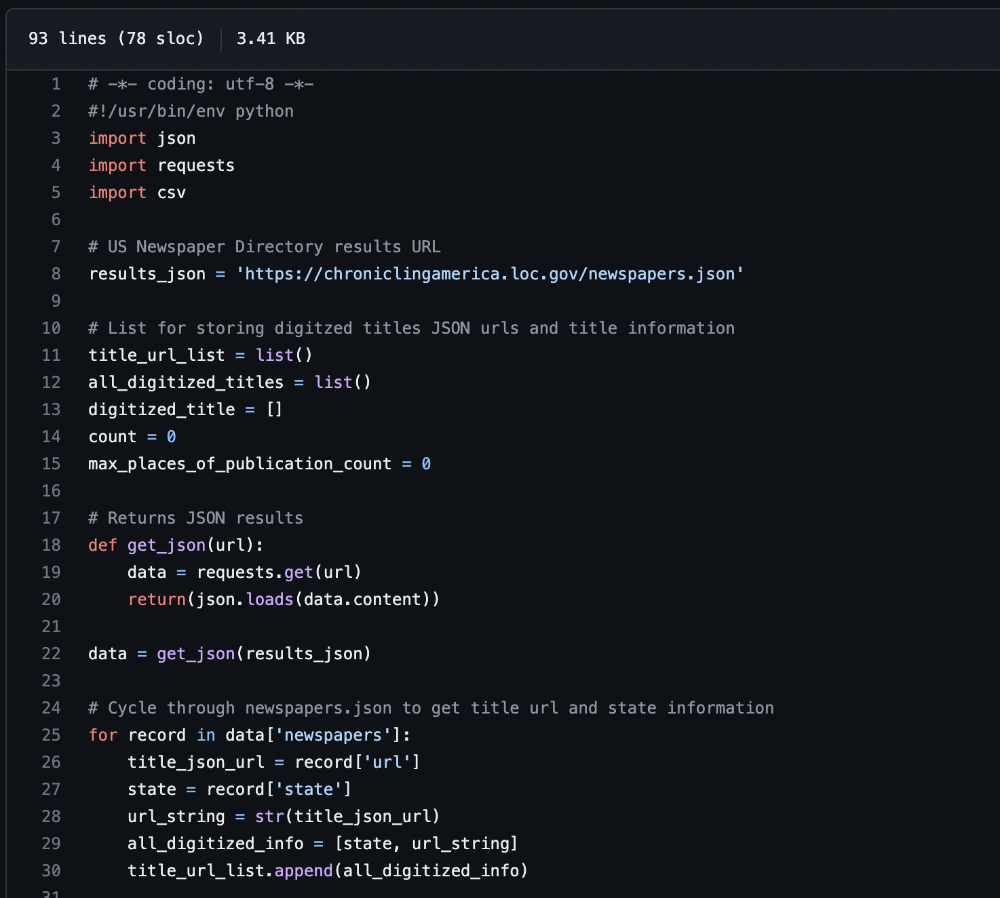 93 lines (78 sloc) 3.41 KB
1 # -*- coding: utf-8 -*-
2 #!/usr/bin/env python
3 import json
4 import requests
5 import csv
6
7 # US Newspaper Directory results URL
8 results_json = 'https://chroniclingamerica.loc.gov/newspapers.json'
9
10 # List for storing digitzed titles JSON urls and title information
11 title_url_list = list()
12 all_digitized_titles = list()
13 digitized_title = []
14 count = 0
15 max_places_of_publication_count = 0
16
17 # Returns JSON results
18 def get_json(url):
19     data = requests.get(url)
20     return(json.loads(data.content))
21
22 data = get_json(results_json)
23
24 # Cycle through newspapers.json to get title url and state information
25 for record in data['newspapers']:
26     title_json_url = record['url']
27     state = record['state']
28     url_string = str(title_json_url)
29     all_digitized_info = [state, url_string]
30     title_url_list.append(all_digitized_info)
31